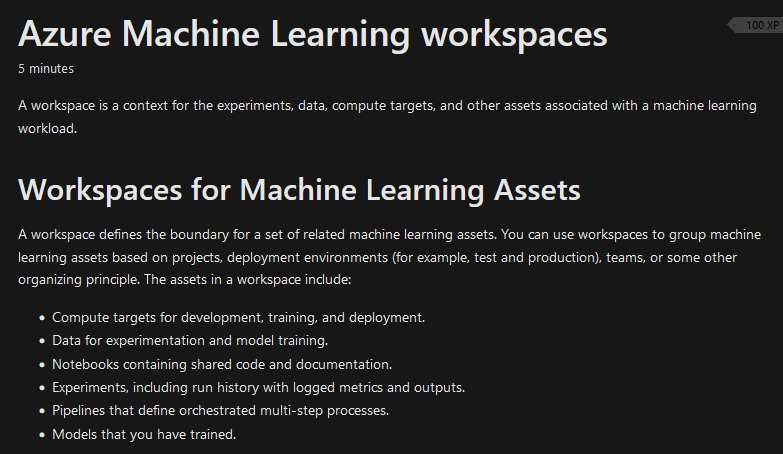 Azure Machine Learning workspaces
100 XP
5 minutes
A workspace is a context for the experiments, data, compute targets, and other assets associated with a machine learning
workload.
Workspaces for Machine Learning Assets
A workspace defines the boundary for a set of related machine learning assets. You can use workspaces to group machine
learning assets based on projects, deployment environments (for example, test and production), teams, or some other
organizing principle. The assets in a workspace include:
• Compute targets for development, training, and deployment.
• Data for experimentation and model training.
• Notebooks containing shared code and documentation.
• Experiments, including run history with logged metrics and outputs.
• Pipelines that define orchestrated multi-step processes.
• Models that you have trained.